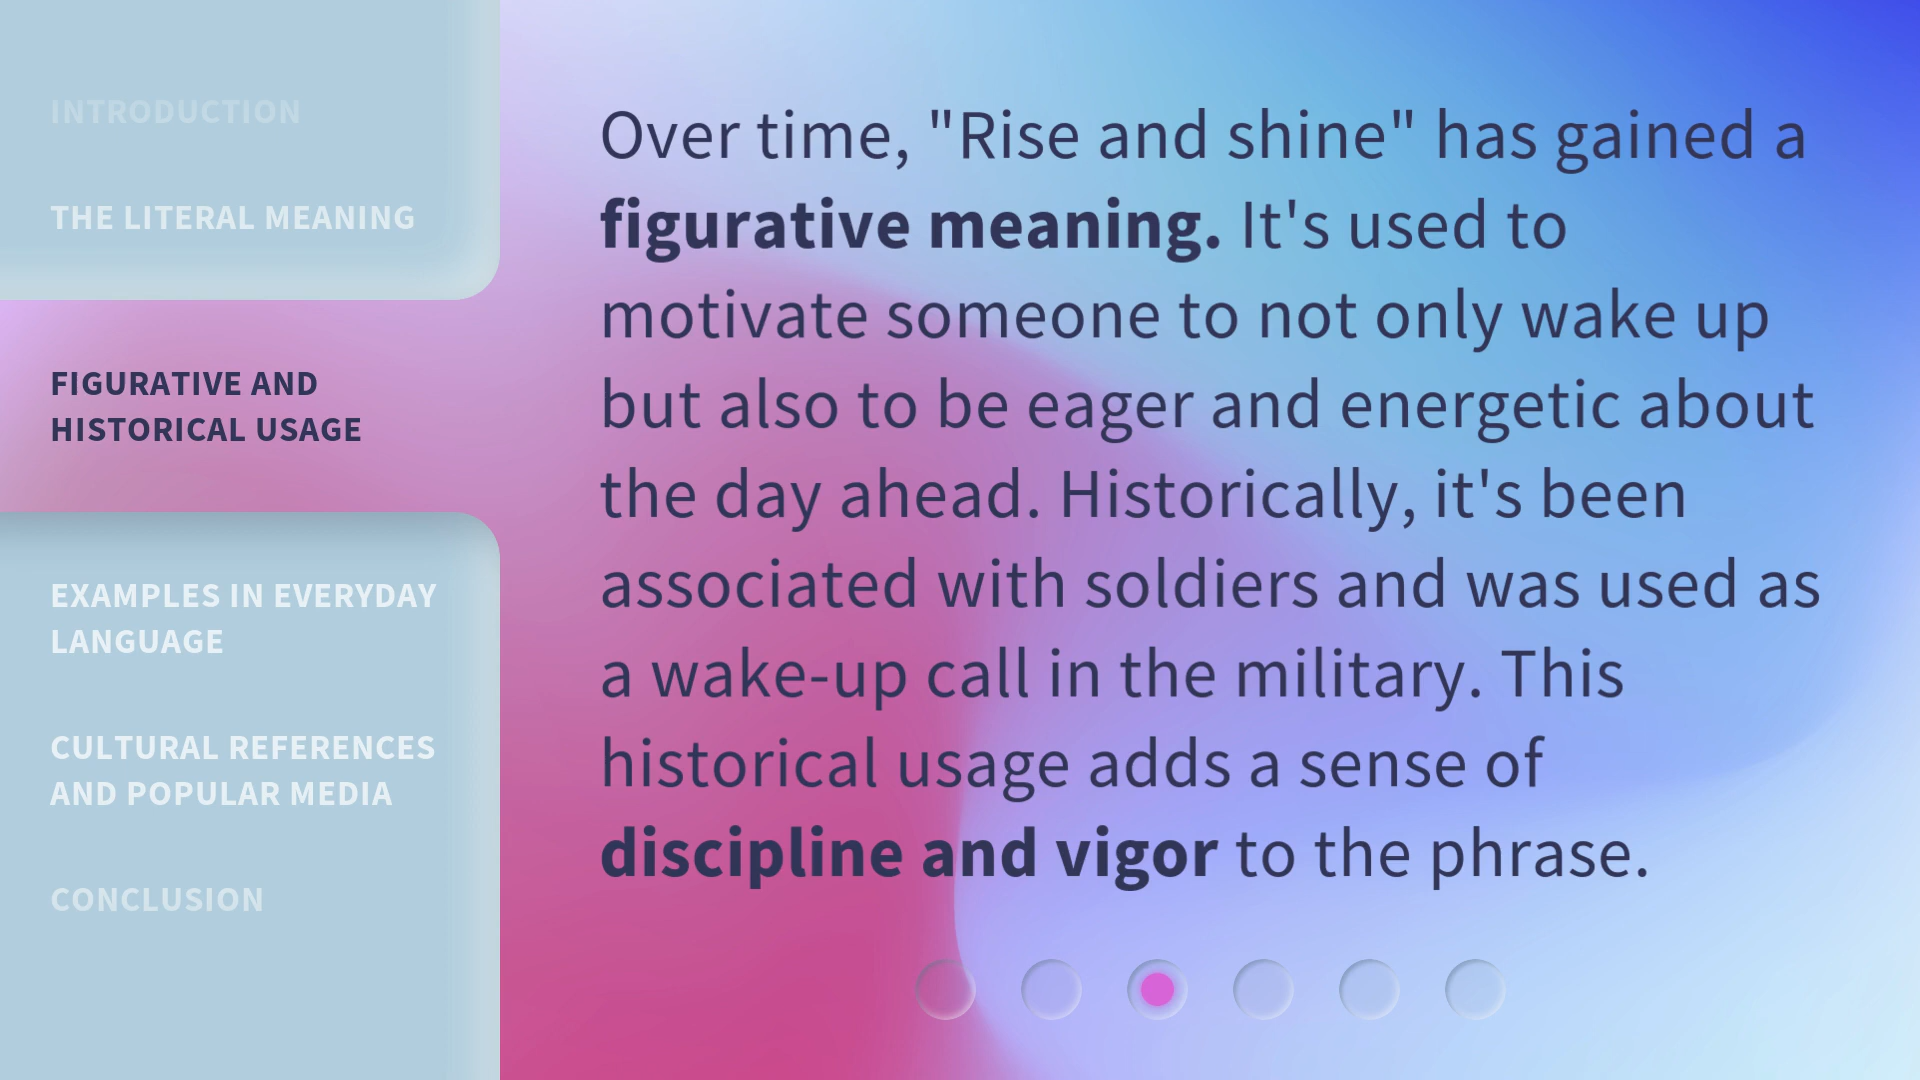 INTRODUCTION
THE LITERAL MEANING
FIGURATIVE AND
HISTORICAL USAGE
EXAMPLES IN EVERYDAY
LANGUAGE
CULTURAL REFERENCES
AND POPULAR MEDIA
CONCLUSION
Over time, "Rise and shine" has gained a
figurative meaning. It's used to
motivate someone to not only wake up
but also to be eager and energetic about
the day ahead. Historically, it's been
associated with soldiers and was used as
a wake-up call in the military. This
historical usage adds a sense of
discipline and vigor to the phrase.